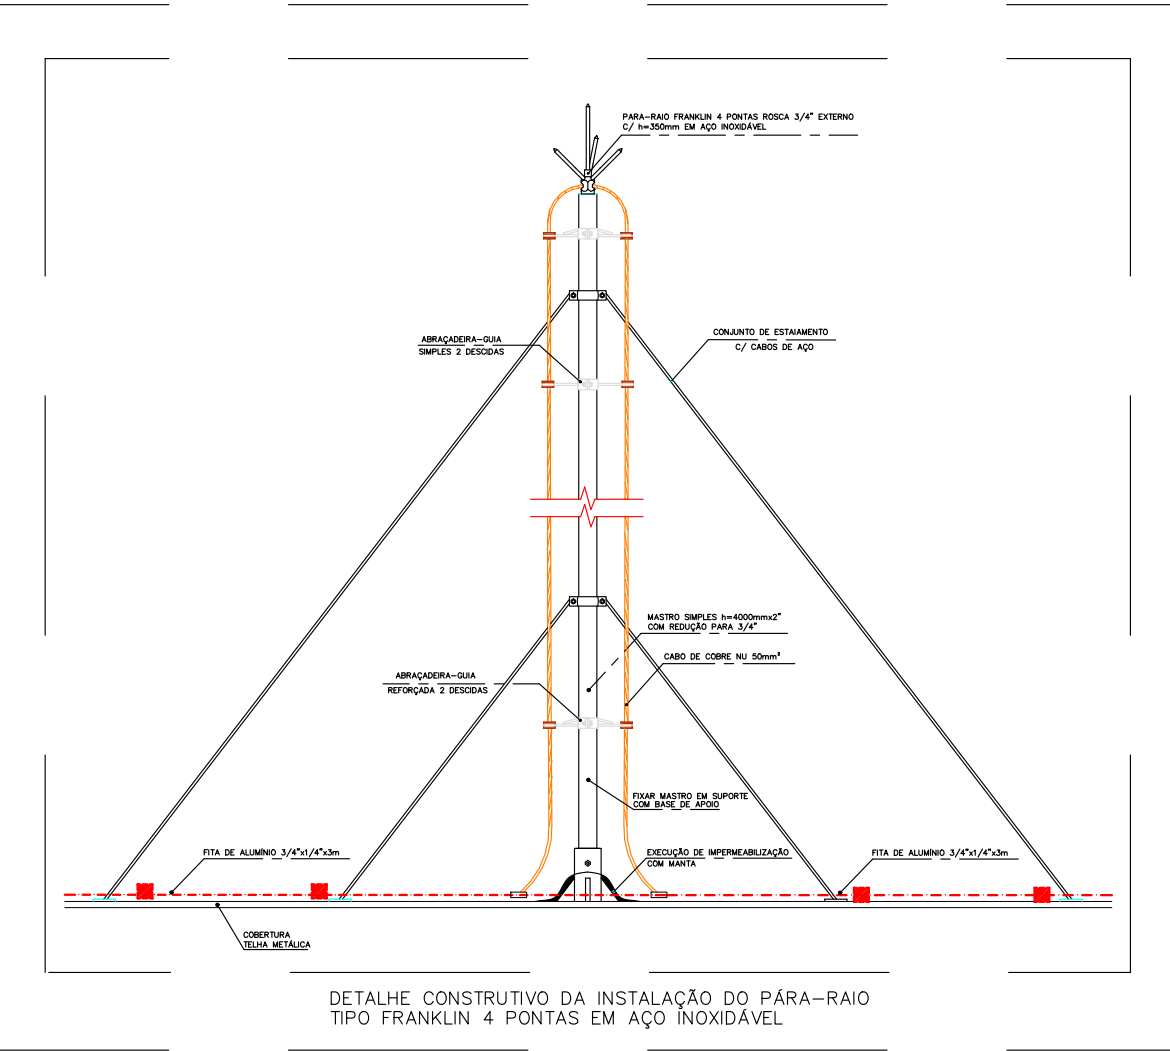 PARA-RAIO FRANKLIN 4 PONTAS ROSCA 3/4" EXTERNO
C/ h=350mm EM AÇO INOXIDÁVEL
CONJUNTO DE ESTAIAMENTO
C/ CABOS DE AÇO
ABRAÇADEIRA-GUIA
SIMPLES 2 DESCIDAS
MASTRO SIMPLES h=4000mmx2"
COM REDUÇÃO PARA 3/4"
CABO DE COBRE NU 50mm²
ABRAÇADEIRA-GUIA
REFORÇADA 2 DESCIDAS
FIXAR MASTRO EM SUPORTE
COM BASE DE APOIO
FITA DE ALUMÍNIO 3/4"x1/4"x3m
EXECUÇÃO DE IMPERMEABILIZAÇÃO
COM MANTA
FITA DE ALUMÍNIO 3/4"x1/4"x3m
COBERTURA
TELHA METÁLICA
DETALHE CONSTRUTIVO DA INSTALAÇÃO DO PÁRA-RAIO
TIPO FRANKLIN 4 PONTAS EM AÇO INOXIDÁVEL